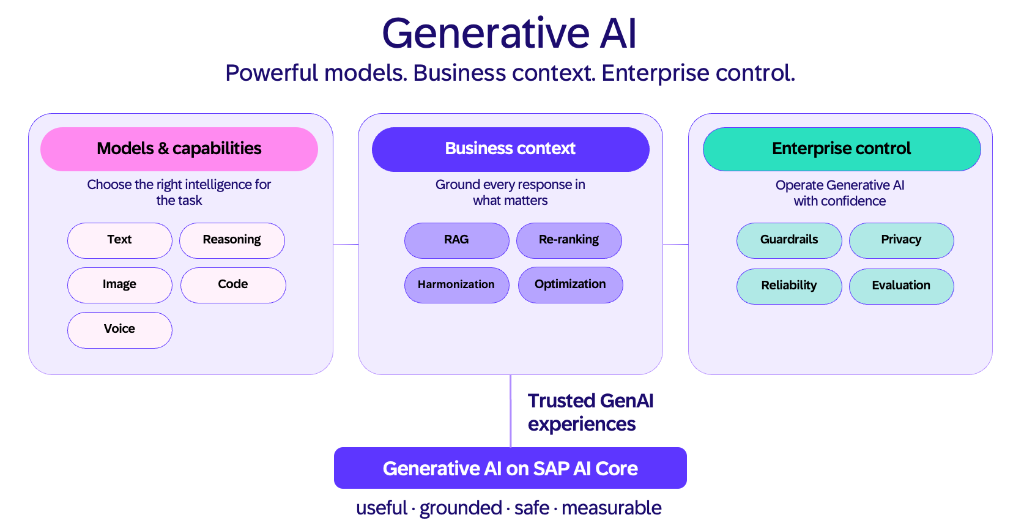 Generative AI
Powerful models. Business context. Enterprise control.
Models & capabilities
Choose the right intelligence for
the task
Text
Reasoning
Image
Code
Voice
Business context
Ground every response in
what matters
RAG
Re-ranking
Harmonization
Optimization
Enterprise control
Operate Generative AI
with confidence
Guardrails
Privacy
Reliability
Evaluation
Trusted GenAI
experiences
Generative AI on SAP AI Core
useful · grounded · safe · measurable